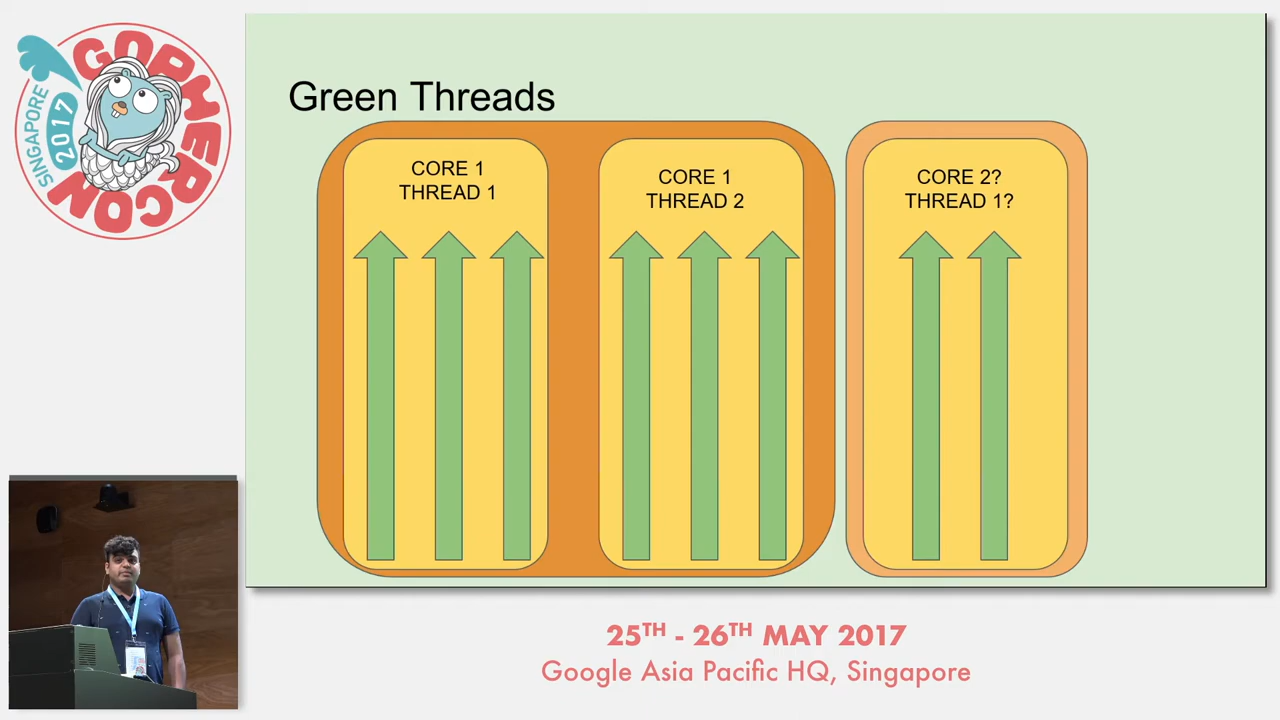 GOPHERCON
SINGAPORE
2017
Green Threads
CORE 1
THREAD 1
CORE 1
THREAD 2
CORE 2?
THREAD 1?
25TH - 26TH MAY 2017
Google Asia Pacific HQ, Singapore